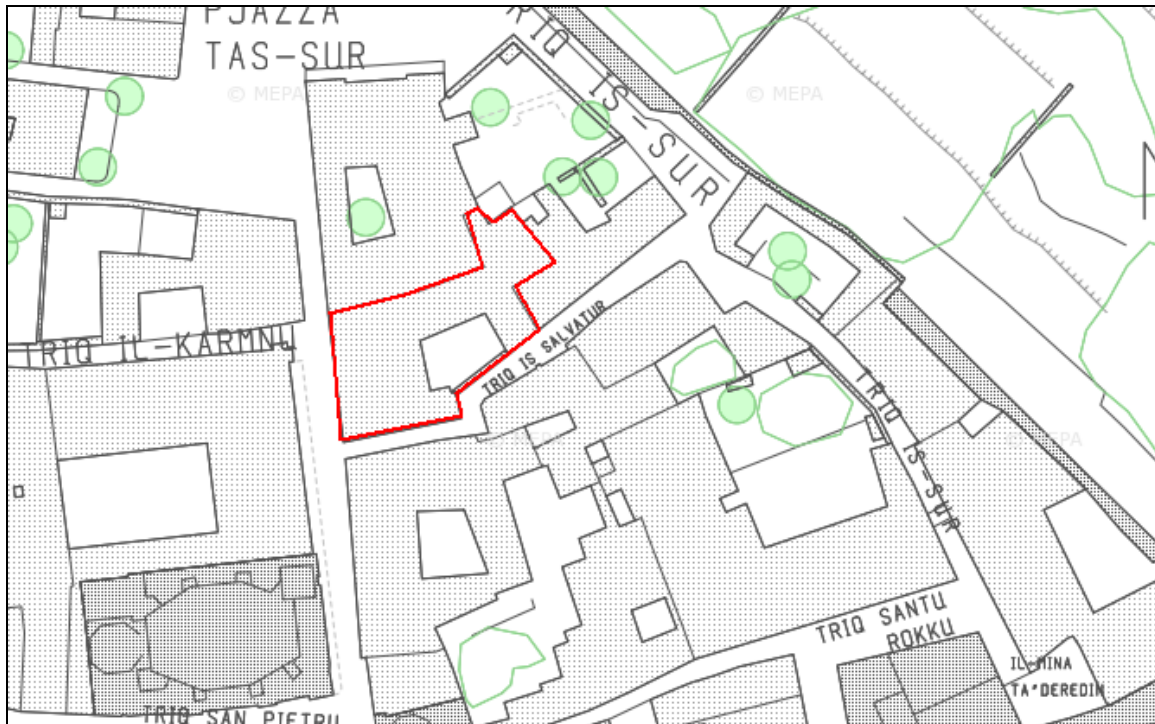 PJAZZA
TAS-SUR
TRIQ IS-SUR
© MEPA
© MEPA
TRIQ IL-KARMNU
TRIQ IS SALVATUR
TRIQ IS-SUR
© MEPA
© MEPA
TRIQ SANTU
ROKKU
IL-MINA
TA'DEREDIN
TRIQ SAN PIETRU